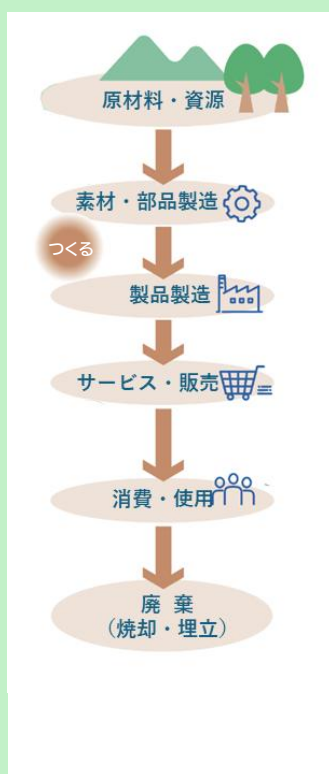 原材料・資源
素材・部品製造
つくる
製品製造
サービス・販売
消費・使用
廃 棄
（焼却・埋立）